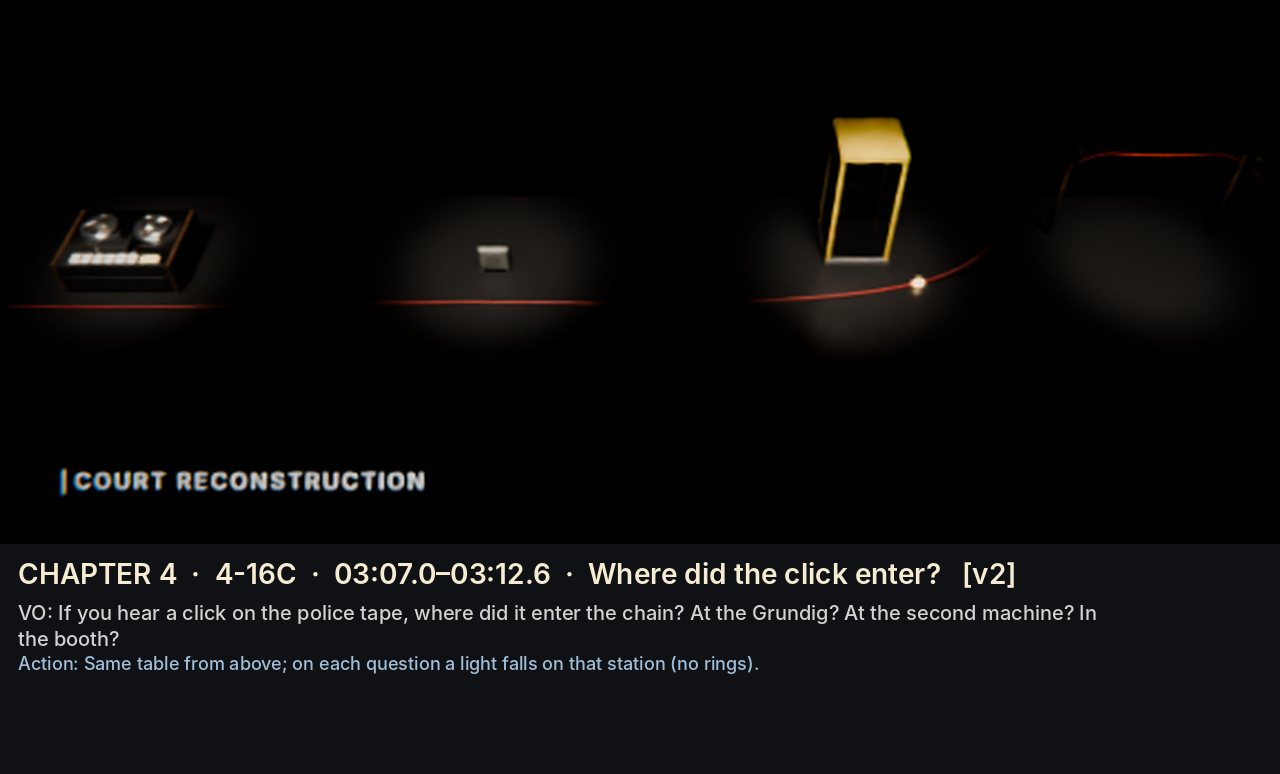 COURT RECONSTRUCTION
CHAPTER 4 · 4-16C · 03:07.0–03:12.6 · Where did the click enter? [v2]
VO: If you hear a click on the police tape, where did it enter the chain? At the Grundig? At the second machine? In
the booth?
Action: Same table from above; on each question a light falls on that station (no rings).